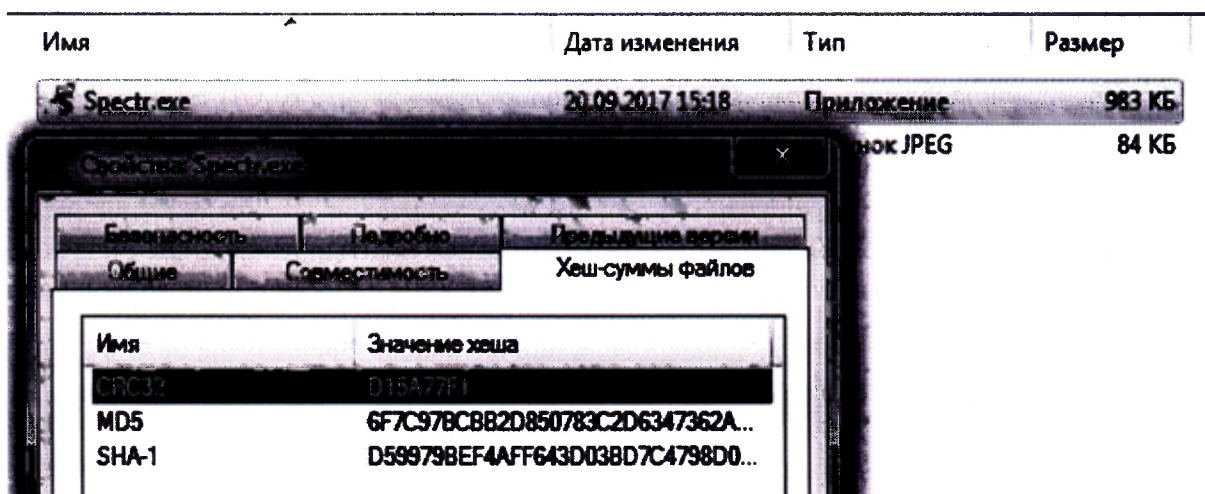 Имя Дата изменения Тип Размер
Spectr.exe 20.09.2017 15:18 Приложение 983 КБ
нок JPEG 84 КБ
Свойства: Spectr.exe
Безопасность Подробно Предыдущие версии
Общие Совместимость Хеш-суммы файлов
Имя Значение хеша
CRC32 D15A77F1
MD5 6F7C97BCBB2D850783C2D6347362A...
SHA-1 D59979BEF4AFF643D03BD7C4798D0...